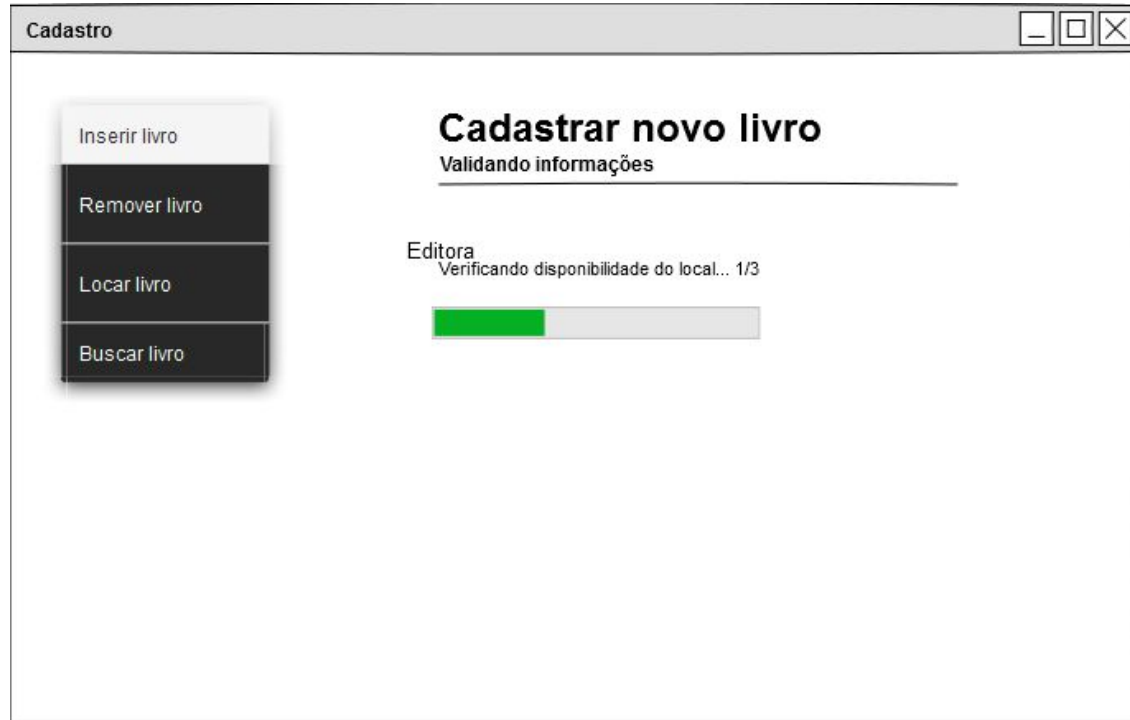 Cadastro
Inserir livro
Remover livro
Locar livro
Buscar livro
Cadastrar novo livro
Validando informações
Editora
Verificando disponibilidade do local... 1/3